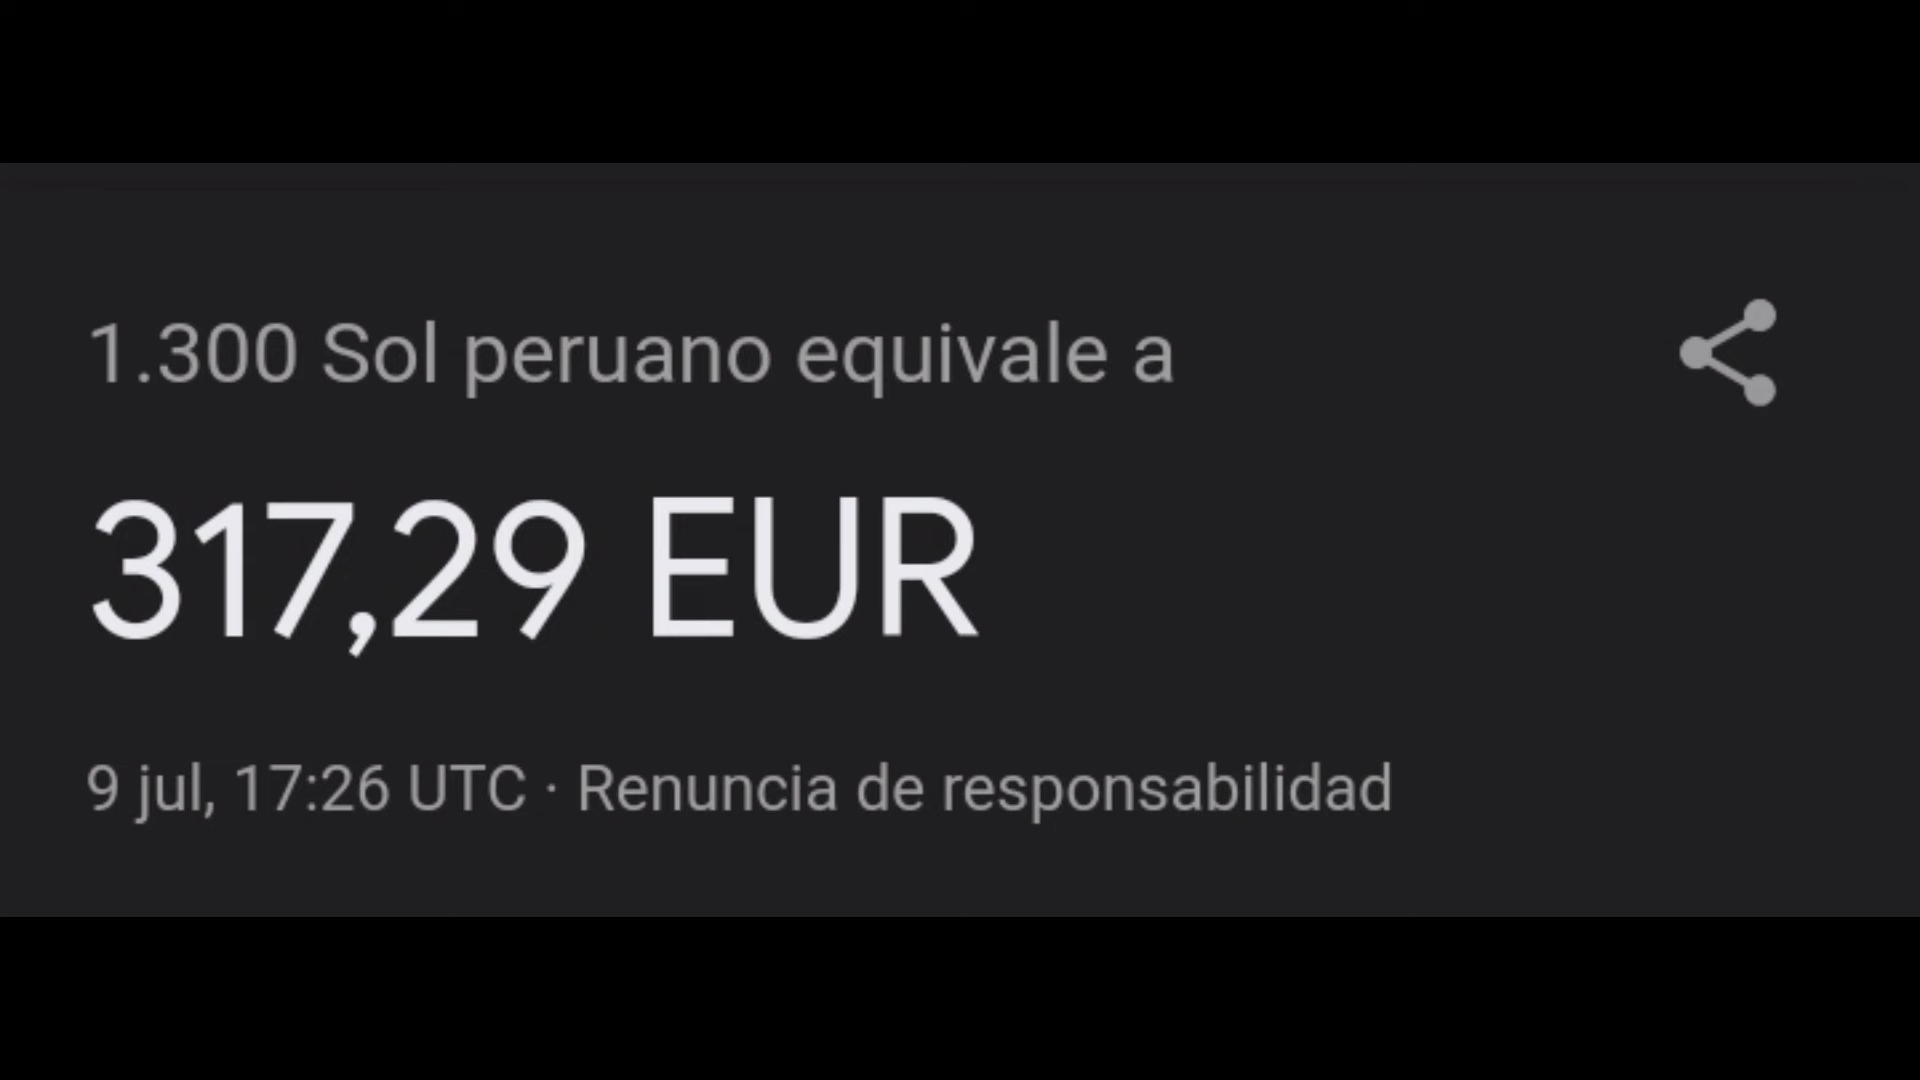 1.300 Sol peruano equivale a
317,29 EUR
9 jul, 17:26 UTC · Renuncia de responsabilidad